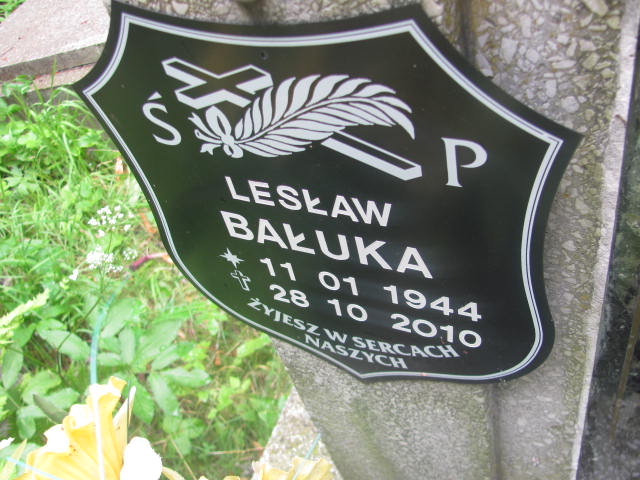 Ś P
LESŁAW
BAŁUKA
11 01 1944
28 10 2010
ŻYJESZ W SERCACH
NASZYCH